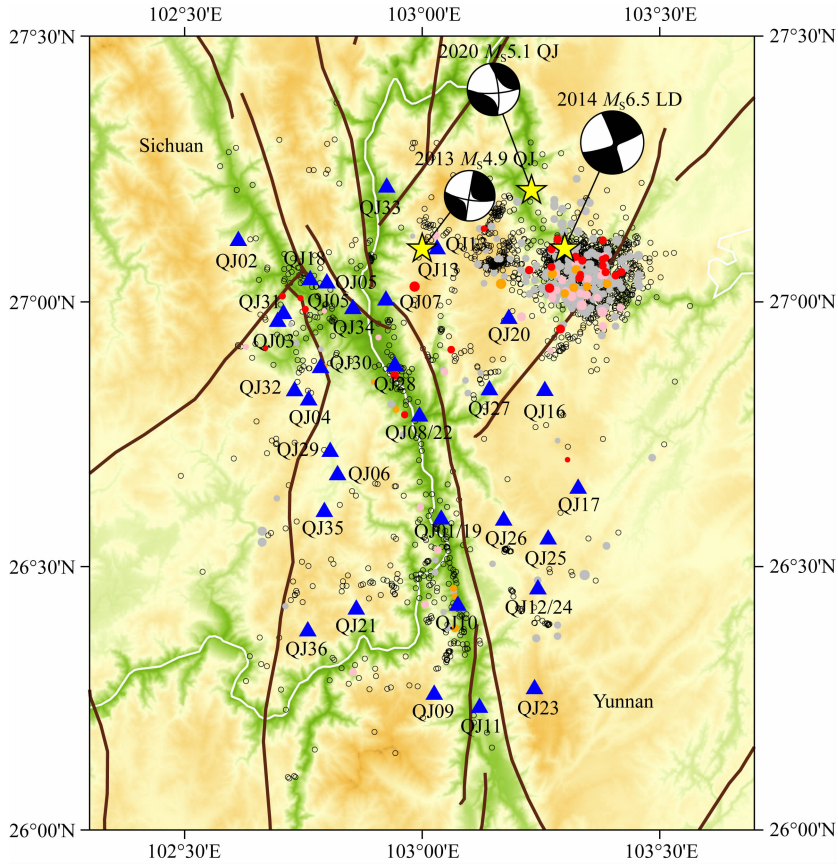 102°30'E 103°00'E 103°30'E
27°30'N 27°30'N
2020 Ms5.1 QJ
2014 Ms6.5 LD
Sichuan
2013 Ms4.9 QJ
QJ33
QJ02
QJ13
QJ13
QJ18
QJ05
QJ05
27°00'N 27°00'N
QJ31
QJ07
QJ34
QJ20
QJ03
QJ30
QJ28
QJ32
QJ04
QJ27
QJ16
QJ08/22
QJ29
QJ06
QJ17
QJ35
QJ01/19
QJ26
QJ25
26°30'N 26°30'N
QJ12/24
QJ21
QJ10
QJ36
QJ09
QJ11
QJ23
Yunnan
26°00'N 26°00'N
102°30'E 103°00'E 103°30'E